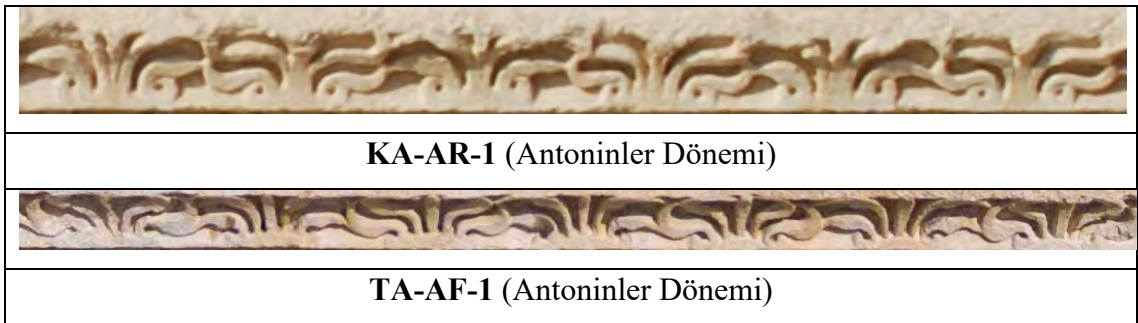 KA-AR-1 (Antoninler Dönemi)
TA-AF-1 (Antoninler Dönemi)